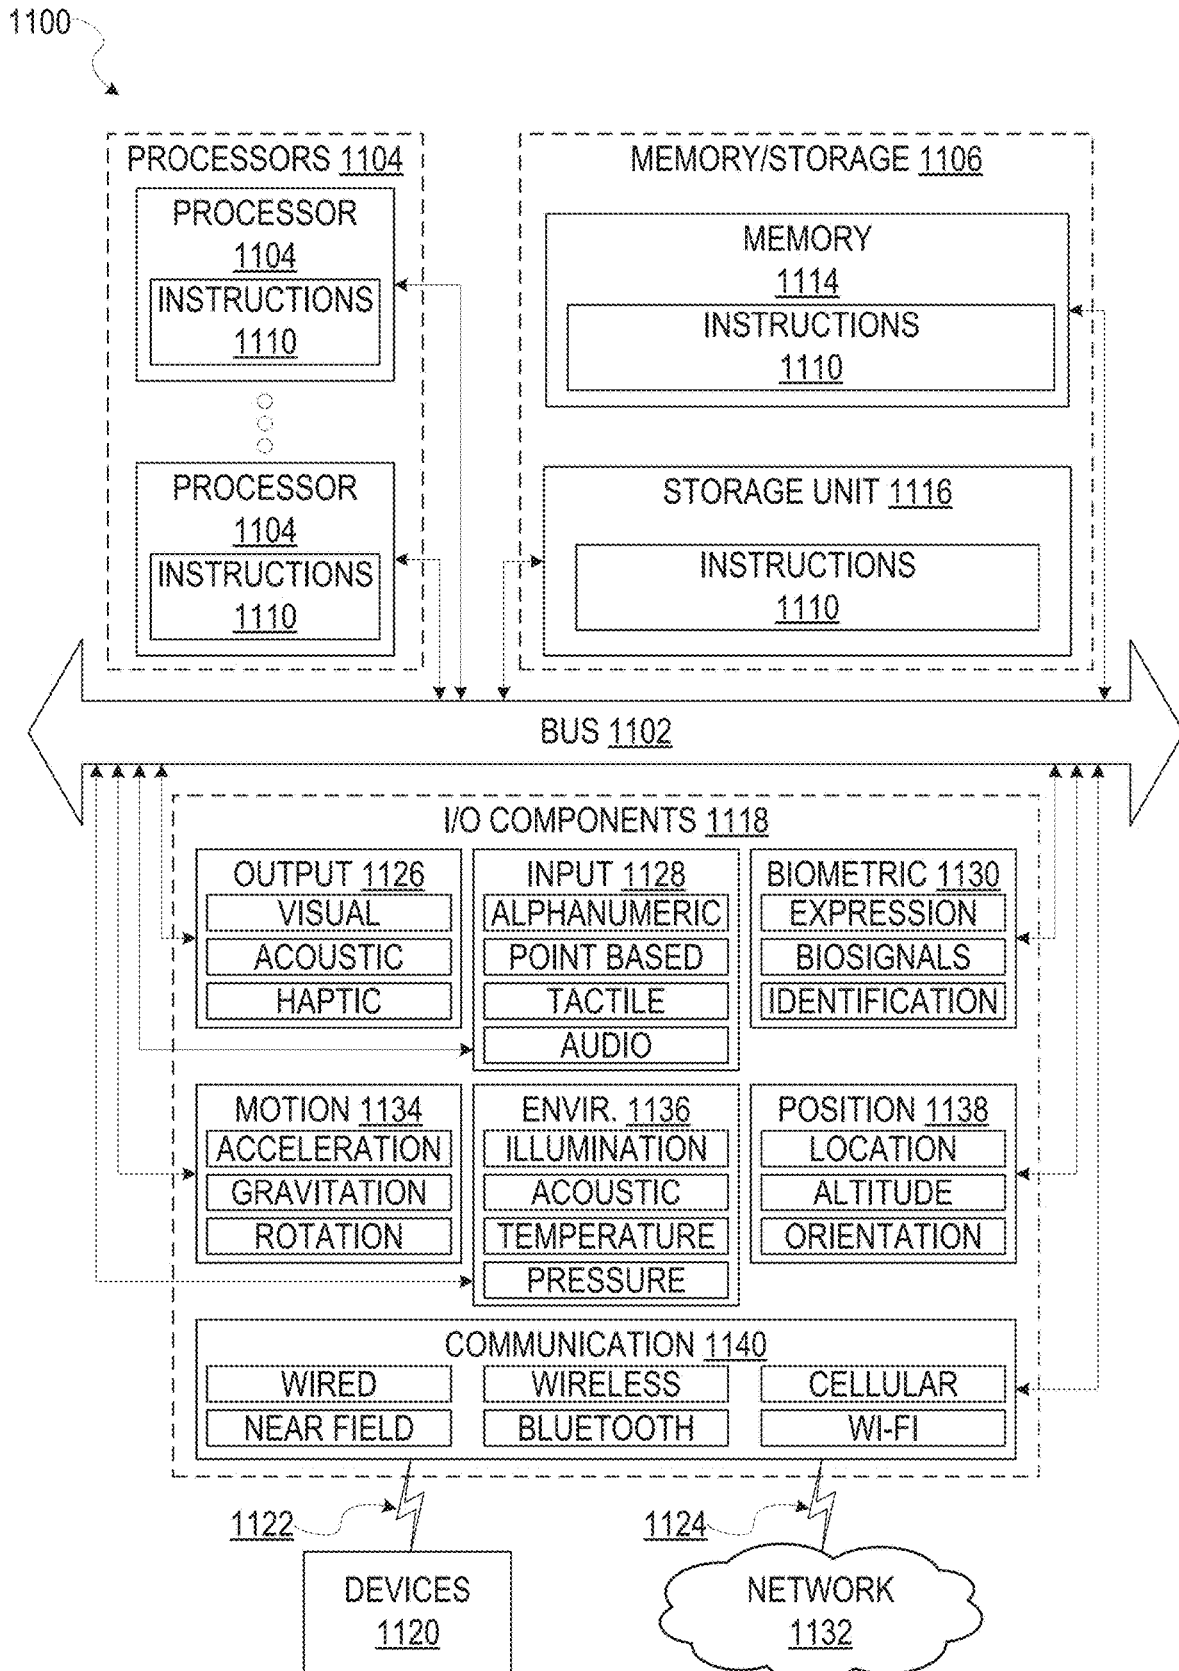 1100
PROCESSORS 1104
PROCESSOR
1104
INSTRUCTIONS
1110
PROCESSOR
1104
INSTRUCTIONS
1110
MEMORY/STORAGE 1106
MEMORY
1114
INSTRUCTIONS
1110
STORAGE UNIT 1116
INSTRUCTIONS
1110
BUS 1102
I/O COMPONENTS 1118
OUTPUT 1126
VISUAL
ACOUSTIC
HAPTIC
INPUT 1128
ALPHANUMERIC
POINT BASED
TACTILE
AUDIO
BIOMETRIC 1130
EXPRESSION
BIOSIGNALS
IDENTIFICATION
MOTION 1134
ACCELERATION
GRAVITATION
ROTATION
ENVIR. 1136
ILLUMINATION
ACOUSTIC
TEMPERATURE
PRESSURE
POSITION 1138
LOCATION
ALTITUDE
ORIENTATION
COMMUNICATION 1140
WIRED
WIRELESS
CELLULAR
NEAR FIELD
BLUETOOTH
WI-FI
1122
1124
DEVICES
1120
NETWORK
1132